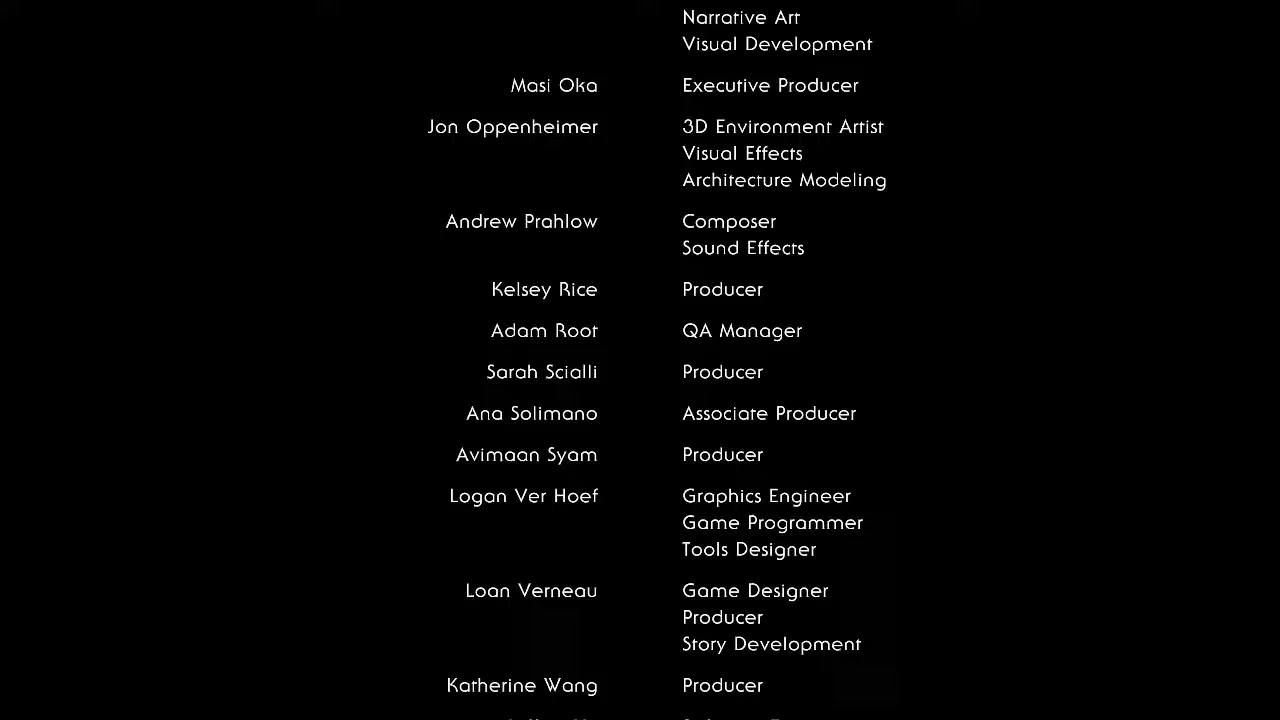 Narrative Art
Visual Development
Masi Oka Executive Producer
Jon Oppenheimer 3D Environment Artist
Visual Effects
Architecture Modeling
Andrew Prahlow Composer
Sound Effects
Kelsey Rice Producer
Adam Root QA Manager
Sarah Scialli Producer
Ana Solimano Associate Producer
Avimaan Syam Producer
Logan Ver Hoef Graphics Engineer
Game Programmer
Tools Designer
Loan Verneau Game Designer
Producer
Story Development
Katherine Wang Producer